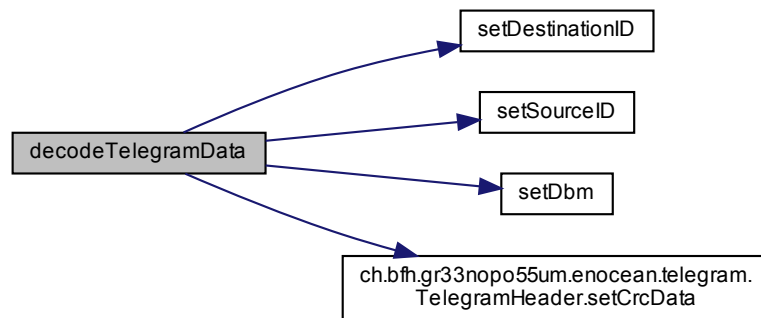 setDestinationID
setSourceID
decodeTelegramData
setDbm
ch.bfh.gr33nopo55um.enocean.telegram.
TelegramHeader.setCrcData